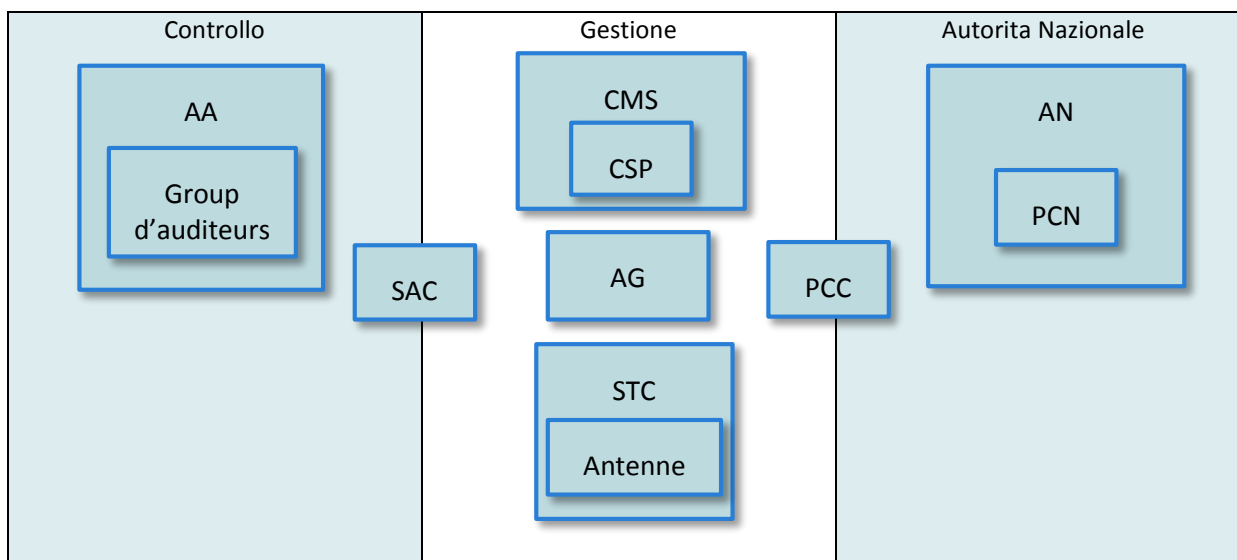 Controllo
Gestione
Autorita Nazionale
AA
Group
d'auditeurs
SAC
CMS
CSP
AG
STC
Antenne
PCC
AN
PCN